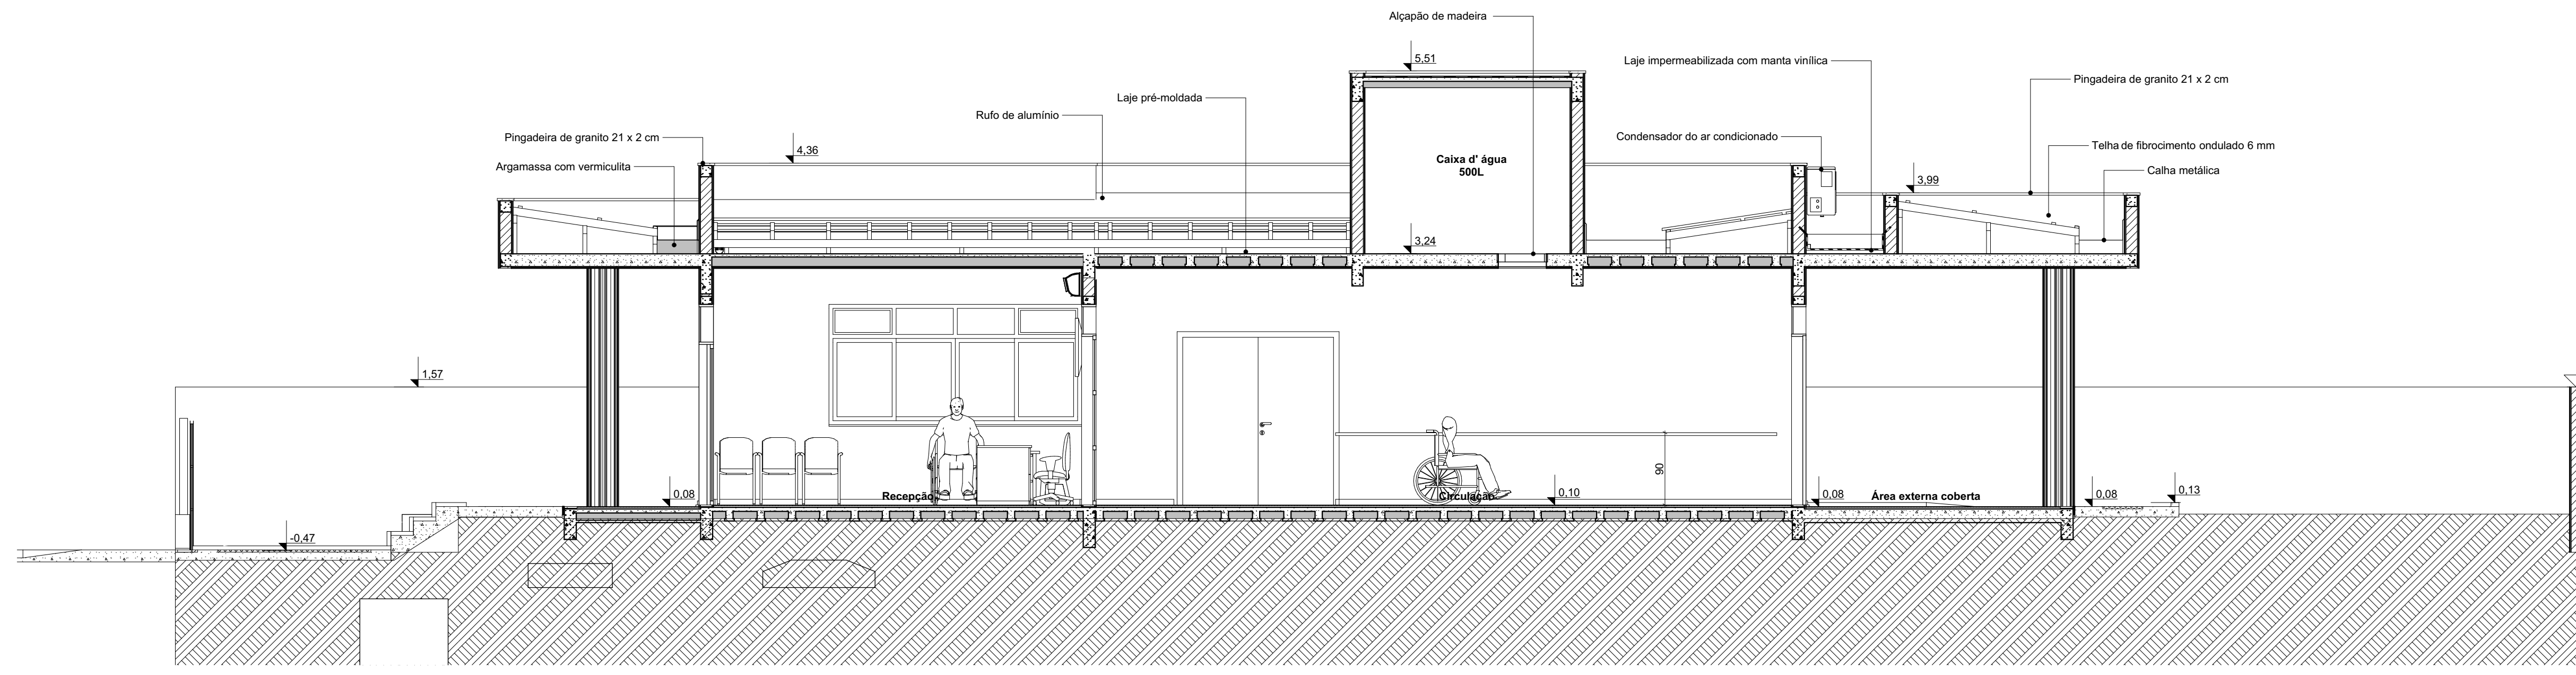 Alçapão de madeira
5,51
Laje impermeabilizada com manta vinílica
Pingadeira de granito 21 x 2 cm
Laje pré-moldada
Rufo de alumínio
Pingadeira de granito 21 x 2 cm
Condensador do ar condicionado
4,36
Telha de fibrocimento ondulado 6 mm
Caixa d' água
500L
Argamassa com vermiculita
Calha metálica
3,99
3,24
1,57
90
0,08
Recepção
Circulação
0,10
0,08
Área externa coberta
0,08
0,13
-0,47